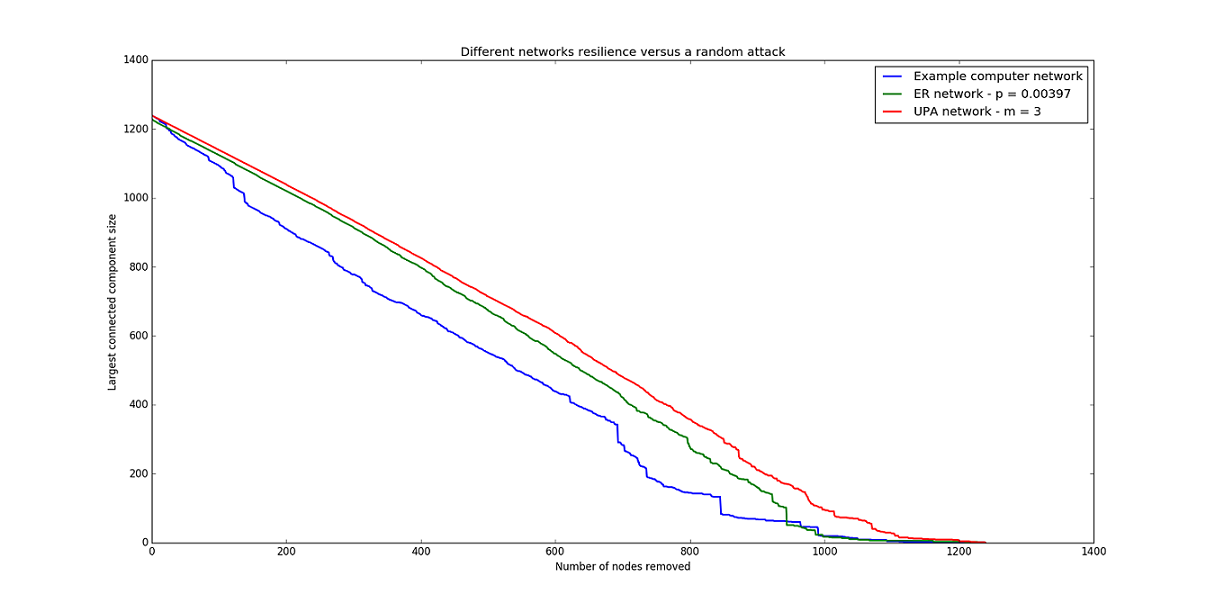 Different networks resilience versus a random attack
1400
1200
1000
800
600
400
200
0
Largest connected component size
Example computer network
ER network - p = 0.00397
UPA network - m = 3
0 200 400 600 800 1000 1200 1400
Number of nodes removed